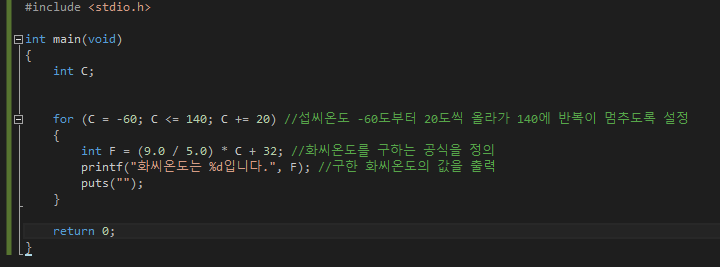 #include <stdio.h>
int main(void)
{
int C;
for (C = -60; C <= 140; C += 20) //섭씨온도 -60도부터 20도씩 올라가 140에 반복이 멈추도록 설정
{
int F = (9.0 / 5.0) * C + 32; //화씨온도를 구하는 공식을 정의
printf("화씨온도는 %d입니다.", F); //구한 화씨온도의 값을 출력
puts("");
}
return 0;
}